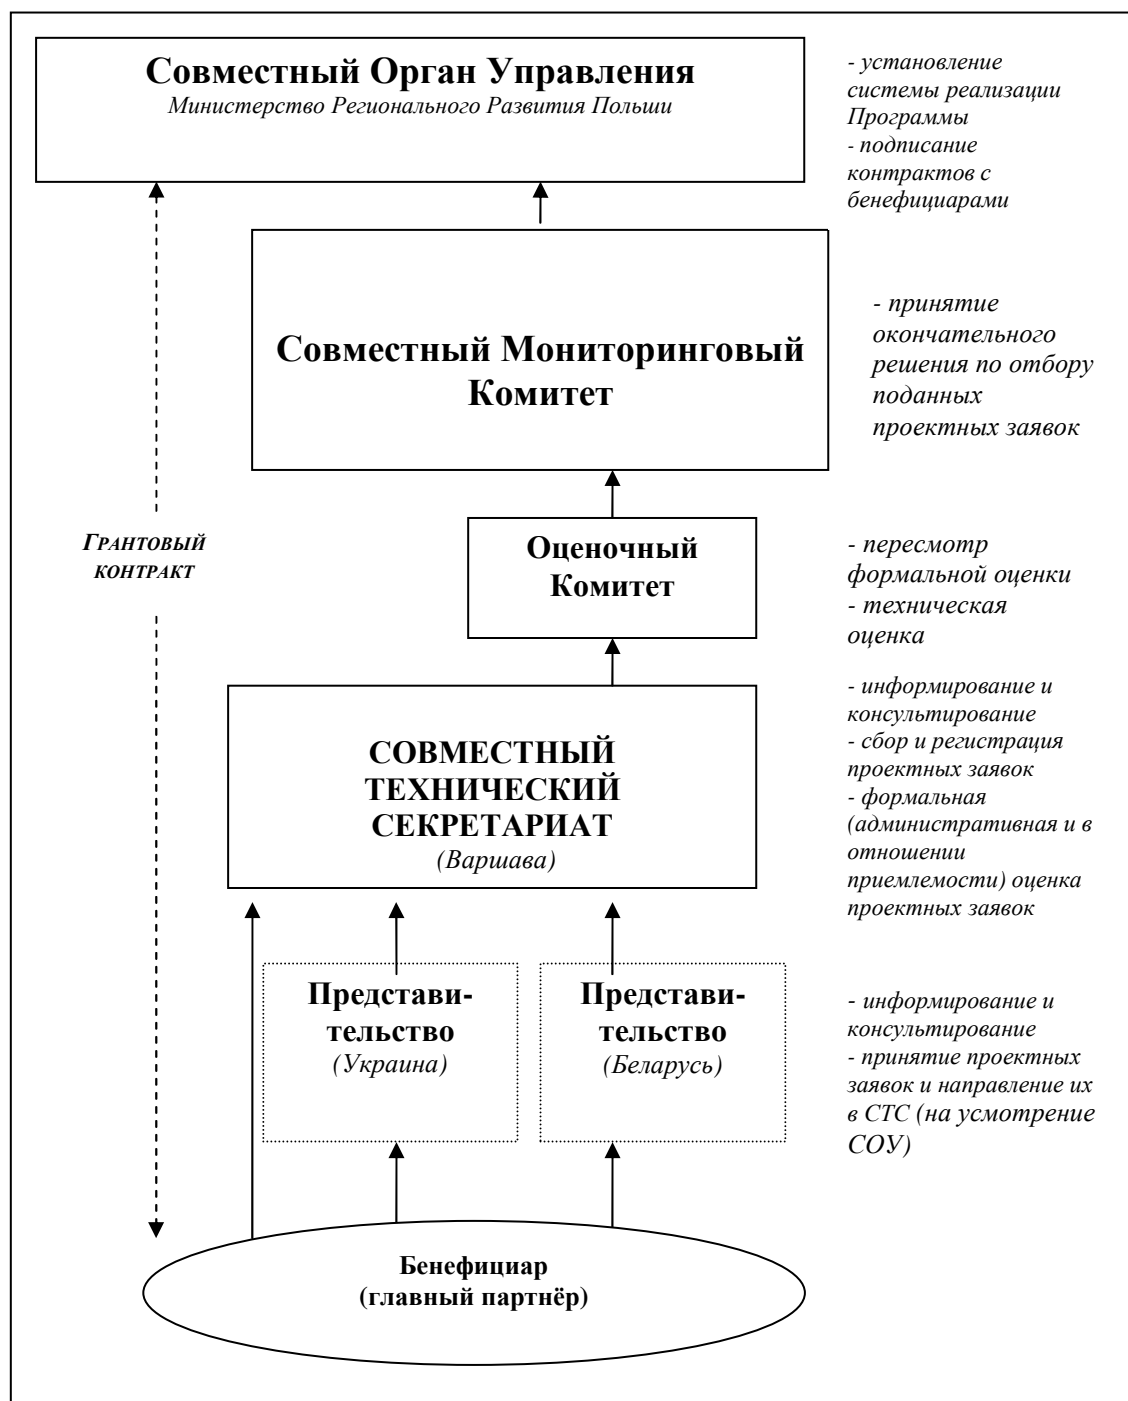 Совместный Орган Управления
Министерство Регионального Развития Польши
- установление
системы реализации
Программы
- подписание
контрактов с
бенефициарами
Совместный Мониторинговый
Комитет
- принятие
окончательного
решения по отбору
поданных
проектных заявок
Грантовый
контракт
Оценочный
Комитет
- пересмотр
формальной оценки
- техническая
оценка
СОВМЕСТНЫЙ
ТЕХНИЧЕСКИЙ
СЕКРЕТАРИАТ
(Варшава)
- информирование и
консультирование
- сбор и регистрация
проектных заявок
- формальная
(административная и в
отношении
приемлемости) оценка
проектных заявок
Представи-
тельство
(Украина)
Представи-
тельство
(Беларусь)
- информирование и
консультирование
- принятие проектных
заявок и направление их
в СТС (на усмотрение
СОУ)
Бенефициар
(главный партнёр)